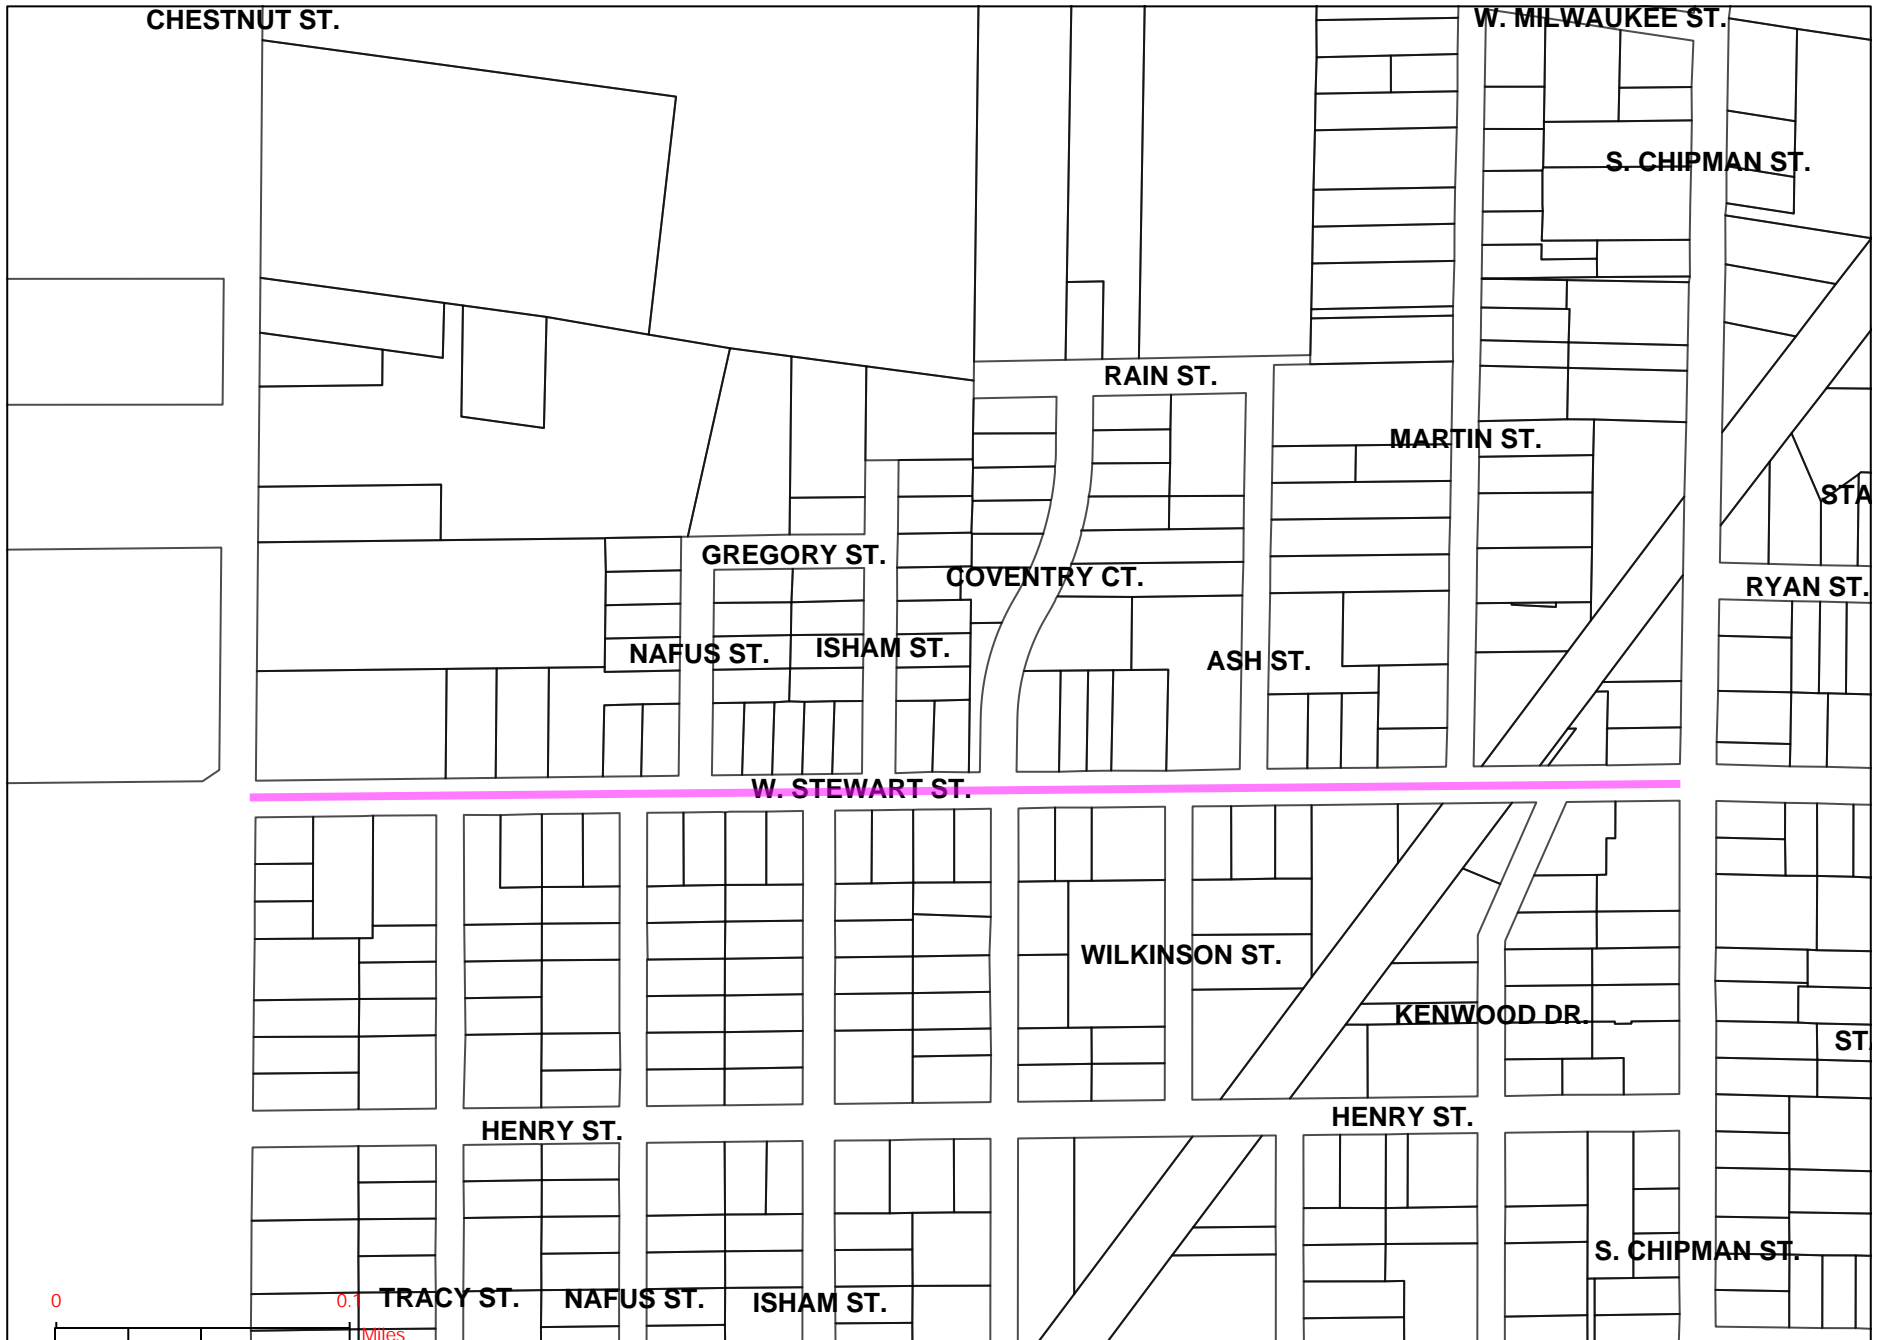 CHESTNUT ST.
W. MILWAUKEE ST.
S. CHIPMAN ST.
RAIN ST.
MARTIN ST.
STA
GREGORY ST.
COVENTRY CT.
RYAN ST.
NAFUS ST.
ISHAM ST.
ASH ST.
W. STEWART ST.
WILKINSON ST.
KENWOOD DR.
ST
HENRY ST.
HENRY ST.
S. CHIPMAN ST.
0
0.1
TRACY ST.
NAFUS ST.
ISHAM ST.
Miles